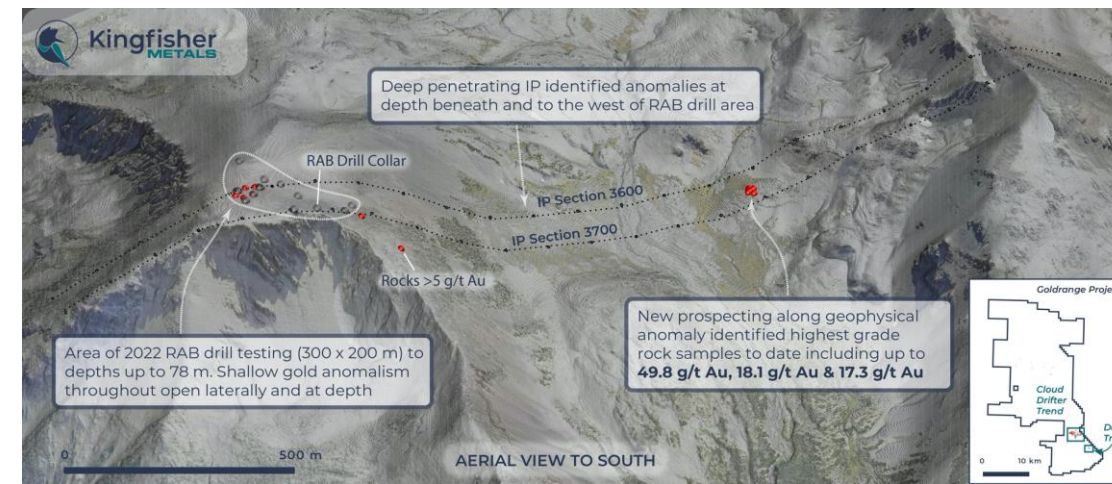 Kingfisher
METALS
Deep penetrating IP identified anomalies at
depth beneath and to the west of RAB drill area
RAB Drill Collar
IP Section 3600
IP Section 3700
Rocks >5 g/t Au
Area of 2022 RAB drill testing (300 x 200 m) to
depths up to 78 m. Shallow gold anomalism
throughout open laterally and at depth
New prospecting along geophysical
anomaly identified highest grade
rock samples to date including up to
49.8 g/t Au, 18.1 g/t Au & 17.3 g/t Au
0 500 m
AERIAL VIEW TO SOUTH
Goldrange Proje
Cloud
Drifter
Trend
D
Tr
0 10 km